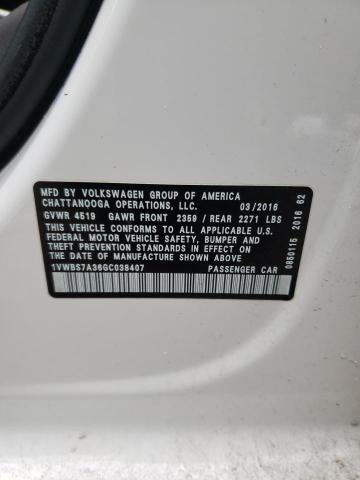 MFD BY VOLKSWAGEN GROUP OF AMERICA
CHATTANOOGA OPERATIONS, LLC. 03/2016
GVWR 4519 GAWR FRONT 2359 / REAR 2271 LBS
THIS VEHICLE CONFORMS TO ALL APPLICABLE U.S.
FEDERAL MOTOR VEHICLE SAFETY, BUMPER AND
THEFT PREVENTION STANDARDS IN EFFECT ON
THE DATE OF MANUFACTURE SHOWN ABOVE.
1VWBS7A36GC038407 PASSENGER CAR
0850115 2016 62